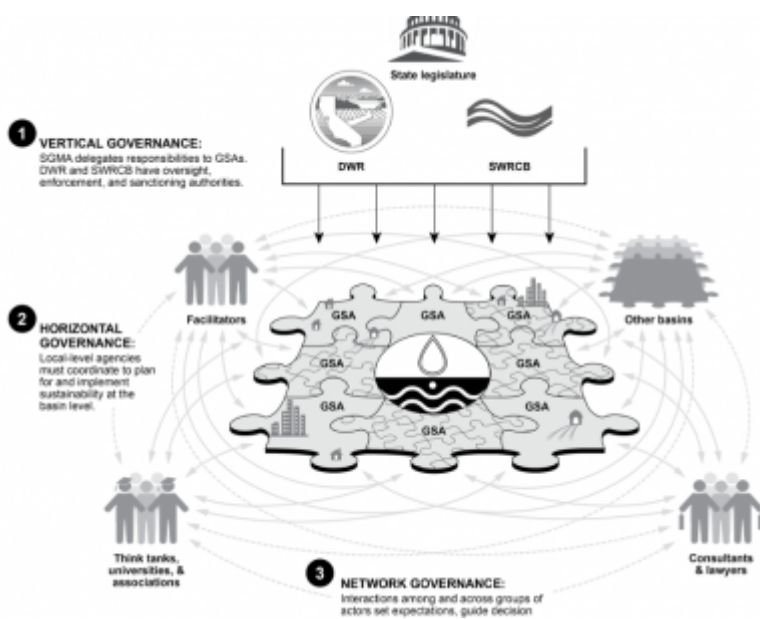 State legislature
DWR
SWRCB
1
VERTICAL GOVERNANCE:
SGMA delegates responsibilities to GSAs.
DWR and SWRCB have oversight,
enforcement, and sanctioning authorities.
Facilitators
Other basins
GSA
GSA
GSA
2
HORIZONTAL
GOVERNANCE:
Local-level agencies
must coordinate to plan
for and implement
sustainability at the
basin level.
GSA
GSA
GSA
GSA
GSA
Think tanks,
universities, &
associations
Consultants
& lawyers
3
NETWORK GOVERNANCE:
Interactions among and across groups of
actors set expectations, guide decision